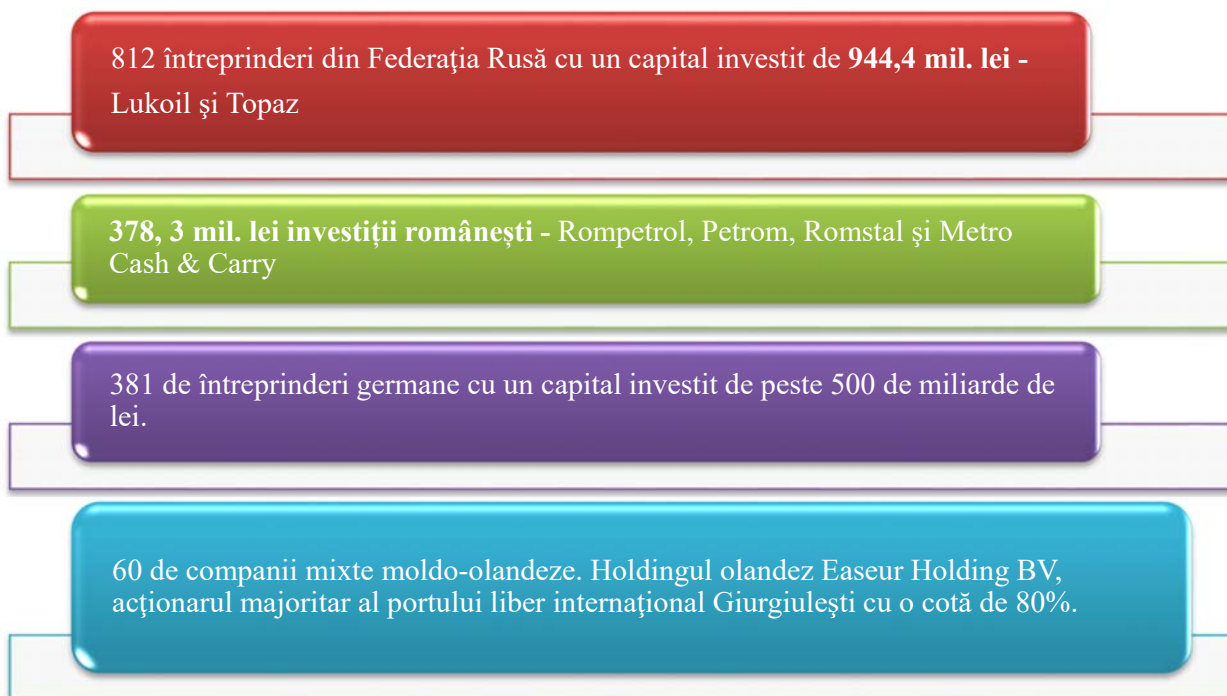 812 întreprinderi din Federaţia Rusă cu un capital investit de 944,4 mil. lei -
Lukoil şi Topaz
378, 3 mil. lei investiții românești - Rompetrol, Petrom, Romstal şi Metro
Cash & Carry
381 de întreprinderi germane cu un capital investit de peste 500 de miliarde de
lei.
60 de companii mixte moldo-olandeze. Holdingul olandez Easeur Holding BV,
acţionarul majoritar al portului liber internaţional Giurgiuleşti cu o cotă de 80%.